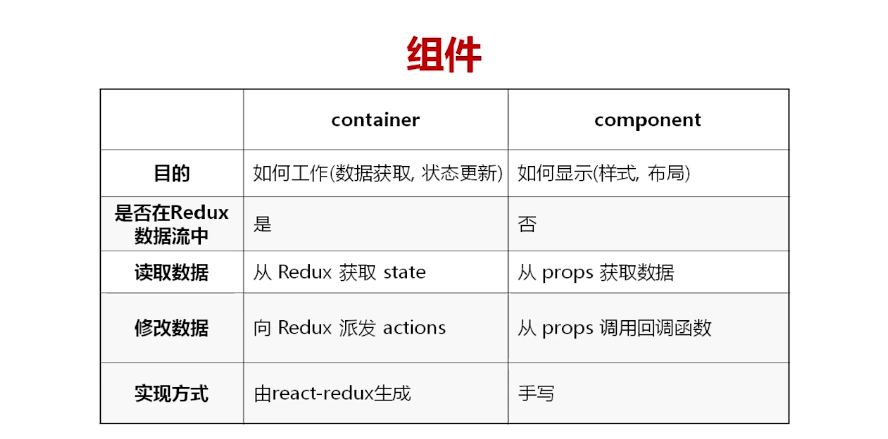 组件
container component
目的 如何工作(数据获取, 状态更新) 如何显示(样式, 布局)
是否在Redux
数据流中 是 否
读取数据 从 Redux 获取 state 从 props 获取数据
修改数据 向 Redux 派发 actions 从 props 调用回调函数
实现方式 由react-redux生成 手写